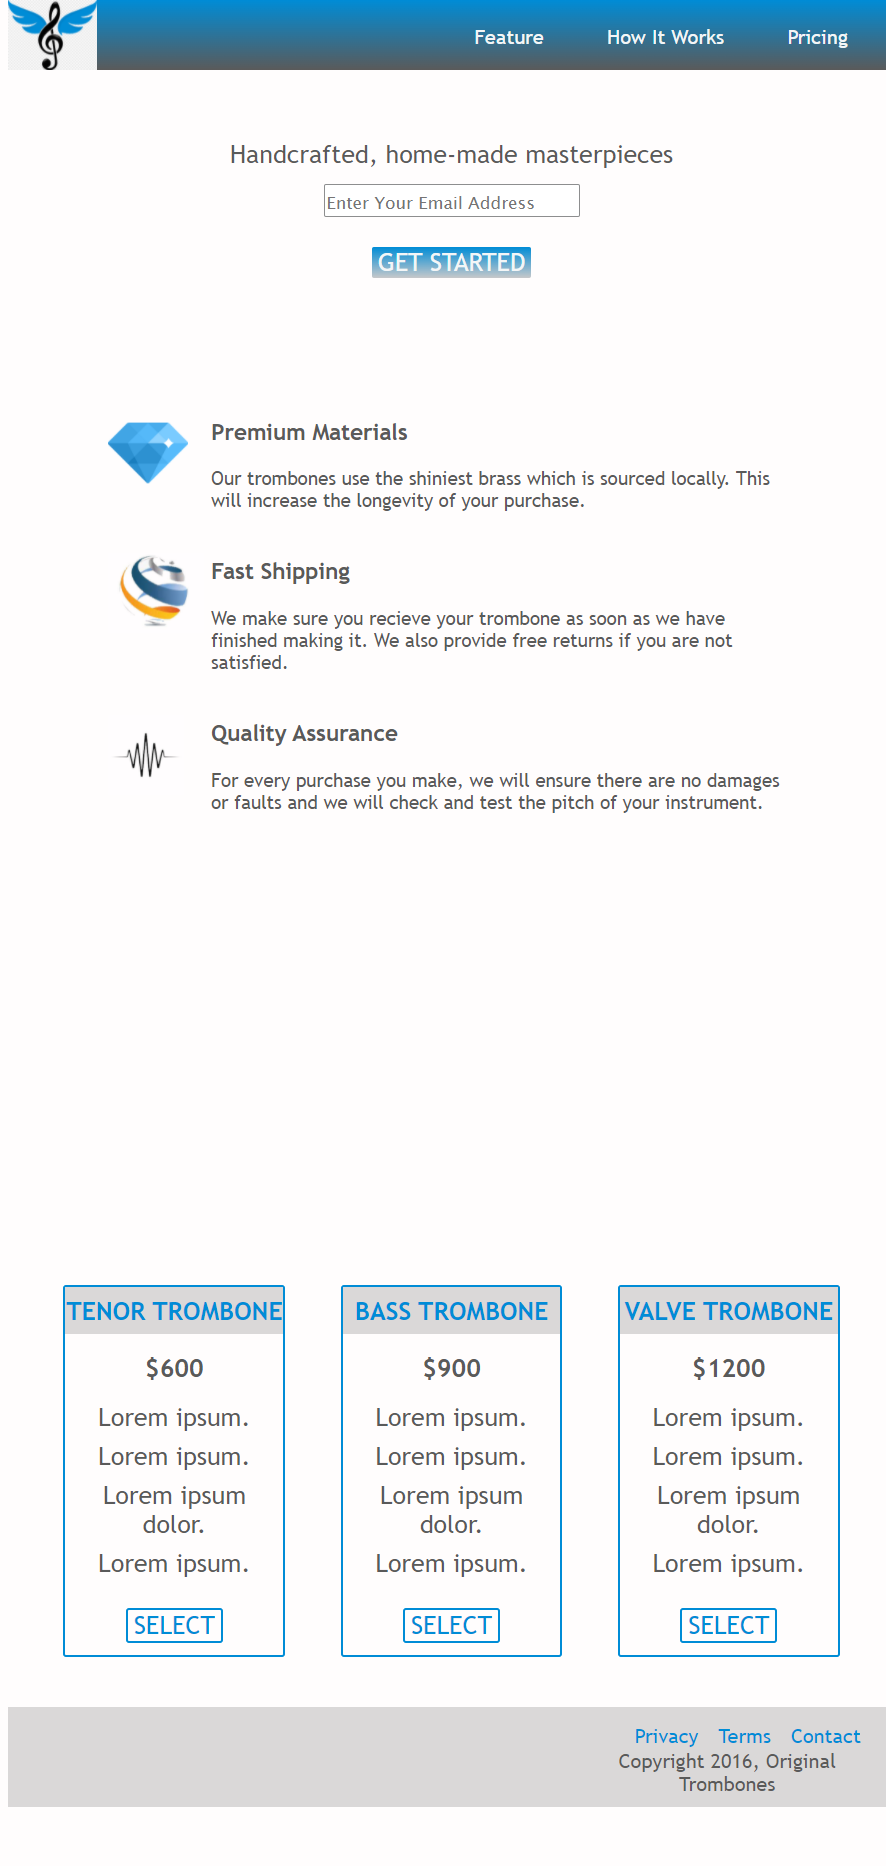 Feature How It Works Pricing
Handcrafted, home-made masterpieces
Enter Your Email Address
GET STARTED
Premium Materials
Our trombones use the shiniest brass which is sourced locally. This
will increase the longevity of your purchase.
Fast Shipping
We make sure you recieve your trombone as soon as we have
finished making it. We also provide free returns if you are not
satisfied.
Quality Assurance
For every purchase you make, we will ensure there are no damages
or faults and we will check and test the pitch of your instrument.
TENOR TROMBONE
$600
Lorem ipsum.
Lorem ipsum.
Lorem ipsum
dolor.
Lorem ipsum.
SELECT
BASS TROMBONE
$900
Lorem ipsum.
Lorem ipsum.
Lorem ipsum
dolor.
Lorem ipsum.
SELECT
VALVE TROMBONE
$1200
Lorem ipsum.
Lorem ipsum.
Lorem ipsum
dolor.
Lorem ipsum.
SELECT
Privacy Terms Contact
Copyright 2016, Original
Trombones